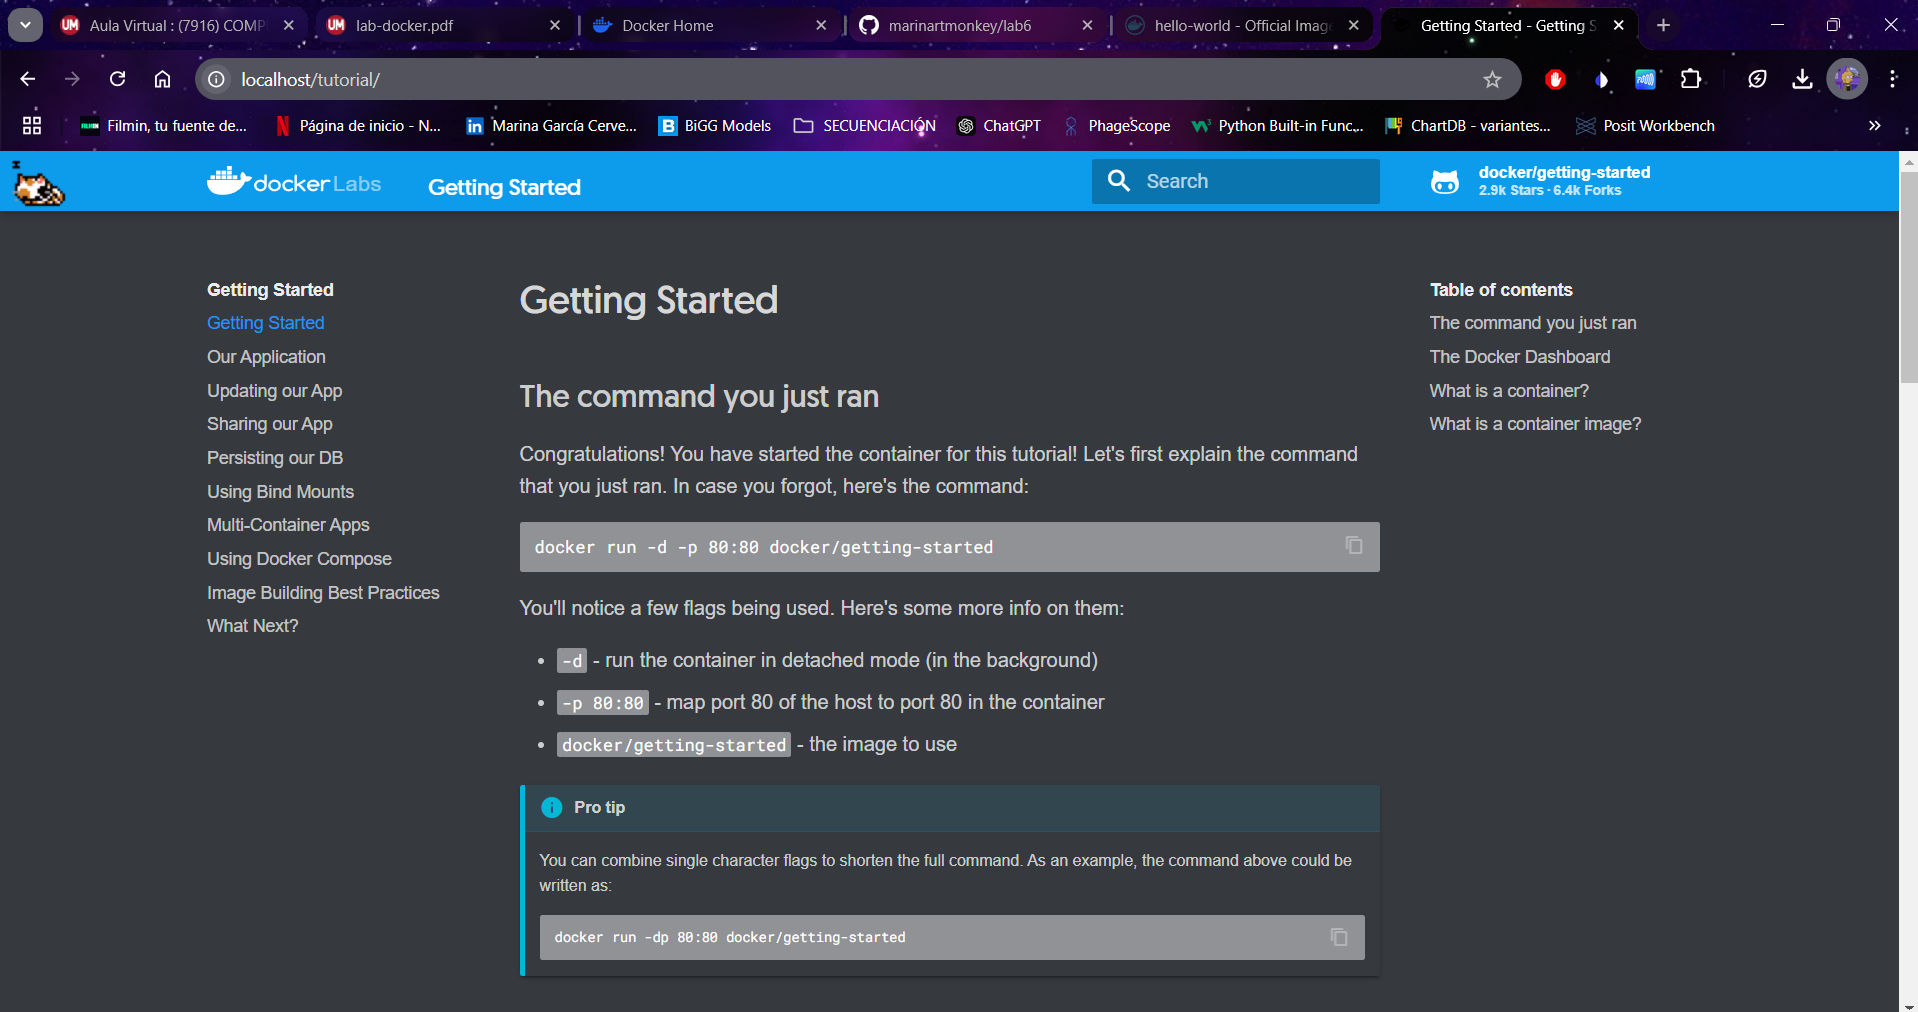 Aula Virtual : (7916) COMP
lab-docker.pdf
Docker Home
marinartmonkey/lab6
hello-world - Official Image
Getting Started - Getting S
localhost/tutorial/
Filmin, tu fuente de...
Página de inicio - N...
Marina García Cerve...
BiGG Models
SECUENCIACIÓN
ChatGPT
PhageScope
Python Built-in Func...
ChartDB - variantes...
Posit Workbench
docker Labs
Getting Started
Search
docker/getting-started
2.9k Stars · 6.4k Forks
Getting Started
Getting Started
Our Application
Updating our App
Sharing our App
Persisting our DB
Using Bind Mounts
Multi-Container Apps
Using Docker Compose
Image Building Best Practices
What Next?
Getting Started
The command you just ran
Congratulations! You have started the container for this tutorial! Let's first explain the command
that you just ran. In case you forgot, here's the command:
docker run -d -p 80:80 docker/getting-started
You'll notice a few flags being used. Here's some more info on them:
-d - run the container in detached mode (in the background)
-p 80:80 - map port 80 of the host to port 80 in the container
docker/getting-started - the image to use
Pro tip
You can combine single character flags to shorten the full command. As an example, the command above could be
written as:
docker run -dp 80:80 docker/getting-started
Table of contents
The command you just ran
The Docker Dashboard
What is a container?
What is a container image?